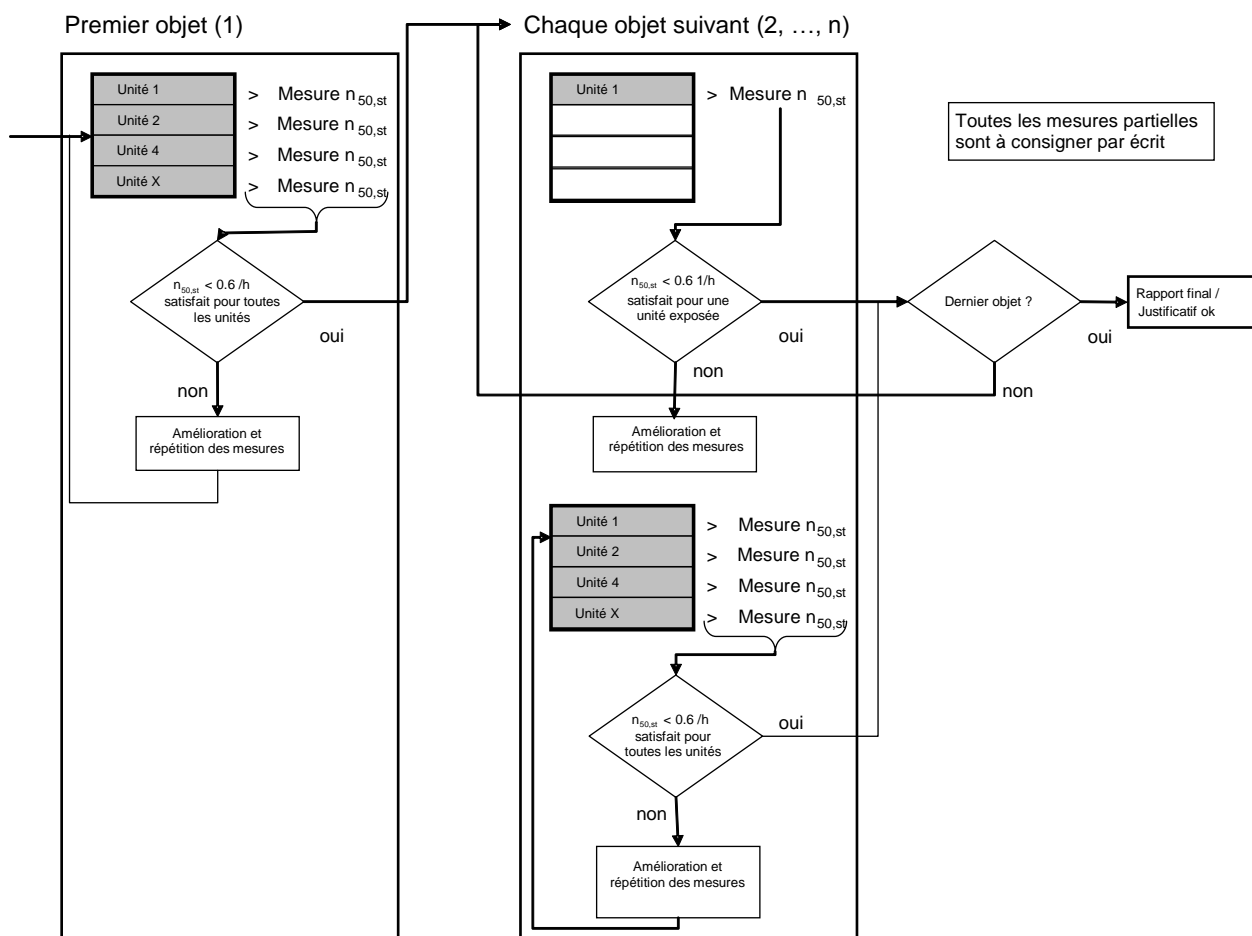 Premier objet (1)
Unité 1
> Mesure n50,st
Unité 2
> Mesure n50,st
Unité 4
> Mesure n50,st
Unité X
> Mesure n50,st
n50,st < 0.6 /h
satisfait pour toutes
les unités
oui
non
Amélioration et
répétition des mesures
Chaque objet suivant (2, …, n)
Unité 1
> Mesure n 50,st
n50,st < 0.6 1/h
satisfait pour une
unité exposée
oui
non
Amélioration et
répétition des mesures
Unité 1
> Mesure n50,st
Unité 2
> Mesure n50,st
Unité 4
> Mesure n50,st
Unité X
> Mesure n50,st
n50,st < 0.6 /h
satisfait pour
toutes les unités
oui
non
Amélioration et
répétition des mesures
Toutes les mesures partielles
sont à consigner par écrit
Dernier objet ?
oui
non
Rapport final /
Justificatif ok